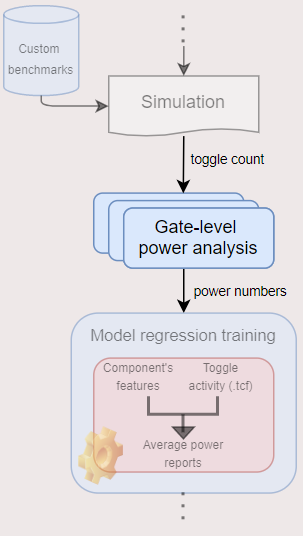 Custom
benchmarks
Simulation
toggle count
Gate-level
power analysis
power numbers
Model regression training
Component's
features
Toggle
activity (.tcf)
Average power
reports